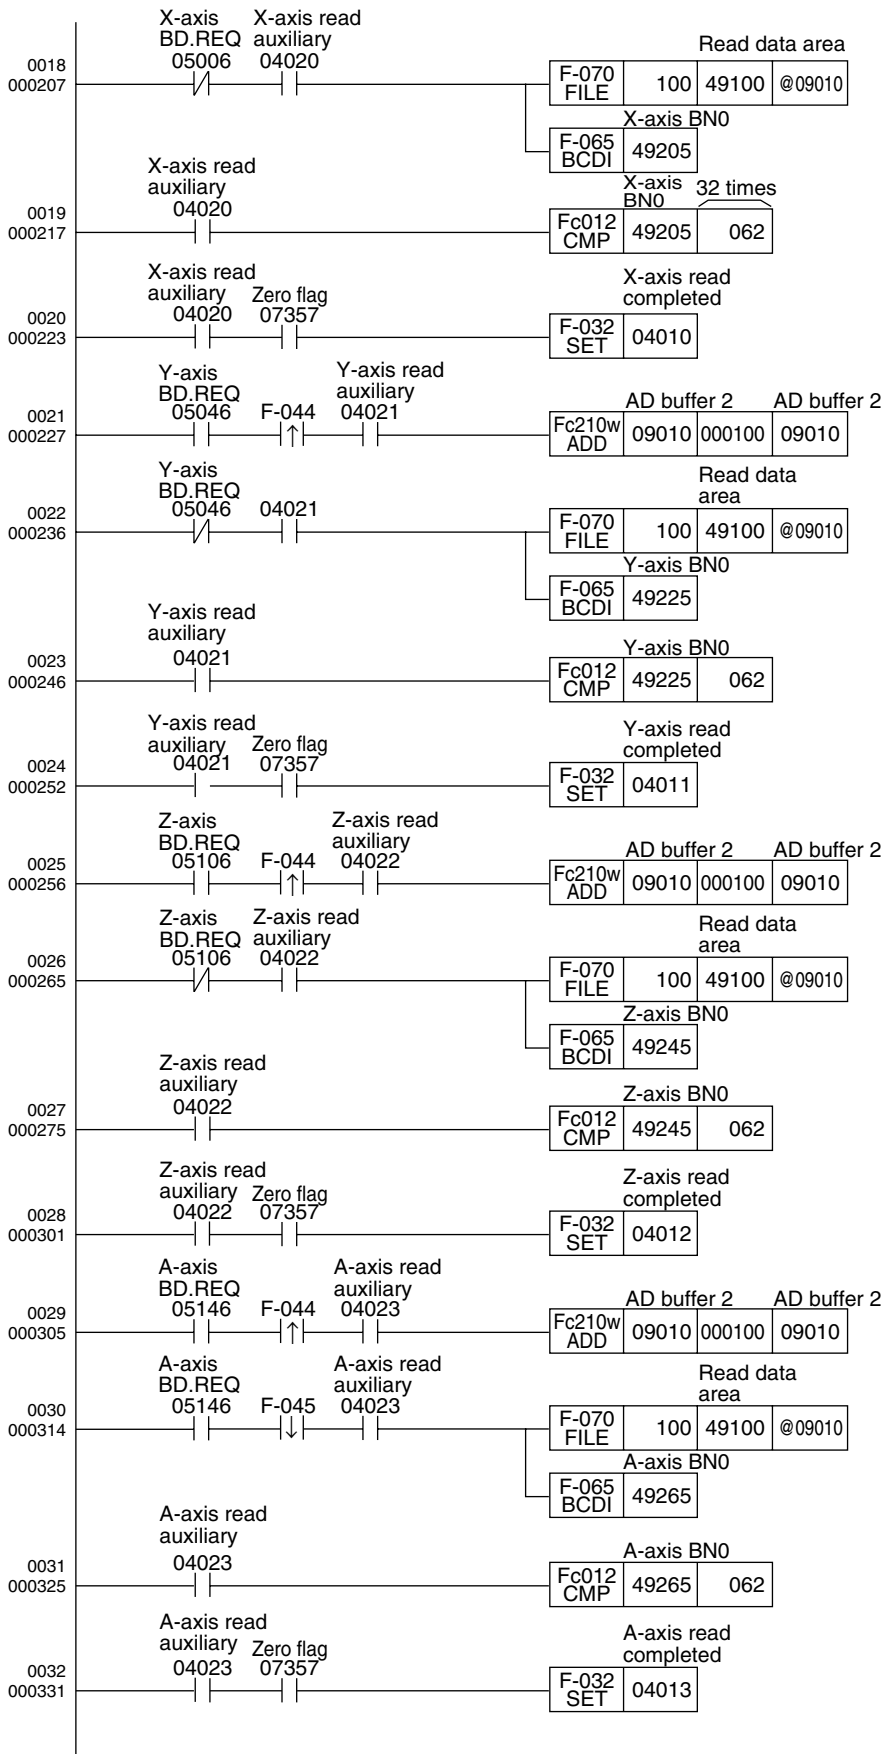 X-axis X-axis read
BD.REQ auxiliary Read data area
0018 05006 04020
000207 F-070 FILE 100 49100 @09010
X-axis BN0
F-065 BCDI 49205
X-axis read
auxiliary X-axis BN0 32 times
0019 04020
000217 Fc012 CMP 49205 062
X-axis read X-axis read
auxiliary Zero flag completed
0020 04020 07357
000223 F-032 SET 04010
Y-axis Y-axis read
BD.REQ auxiliary AD buffer 2 AD buffer 2
0021 05046 F-044 04021
000227 ↑ Fc210w ADD 09010 000100 09010
Y-axis Read data
BD.REQ area
0022 05046 04021
000236 F-070 FILE 100 49100 @09010
Y-axis BN0
F-065 BCDI 49225
Y-axis read
auxiliary Y-axis BN0
0023 04021
000246 Fc012 CMP 49225 062
Y-axis read Y-axis read
auxiliary Zero flag completed
0024 04021 07357
000252 F-032 SET 04011
Z-axis Z-axis read
BD.REQ auxiliary AD buffer 2 AD buffer 2
0025 05106 F-044 04022
000256 ↑ Fc210w ADD 09010 000100 09010
Z-axis Z-axis read Read data
BD.REQ auxiliary area
0026 05106 04022
000265 F-070 FILE 100 49100 @09010
Z-axis BN0
F-065 BCDI 49245
Z-axis read
auxiliary Z-axis BN0
0027 04022
000275 Fc012 CMP 49245 062
Z-axis read Z-axis read
auxiliary Zero flag completed
0028 04022 07357
000301 F-032 SET 04012
A-axis A-axis read
BD.REQ auxiliary AD buffer 2 AD buffer 2
0029 05146 F-044 04023
000305 ↑ Fc210w ADD 09010 000100 09010
A-axis A-axis read Read data
BD.REQ auxiliary area
0030 05146 F-045 04023
000314 ↓ F-070 FILE 100 49100 @09010
A-axis BN0
F-065 BCDI 49265
A-axis read
auxiliary A-axis BN0
0031 04023
000325 Fc012 CMP 49265 062
A-axis read A-axis read
auxiliary Zero flag completed
0032 04023 07357
000331 F-032 SET 04013